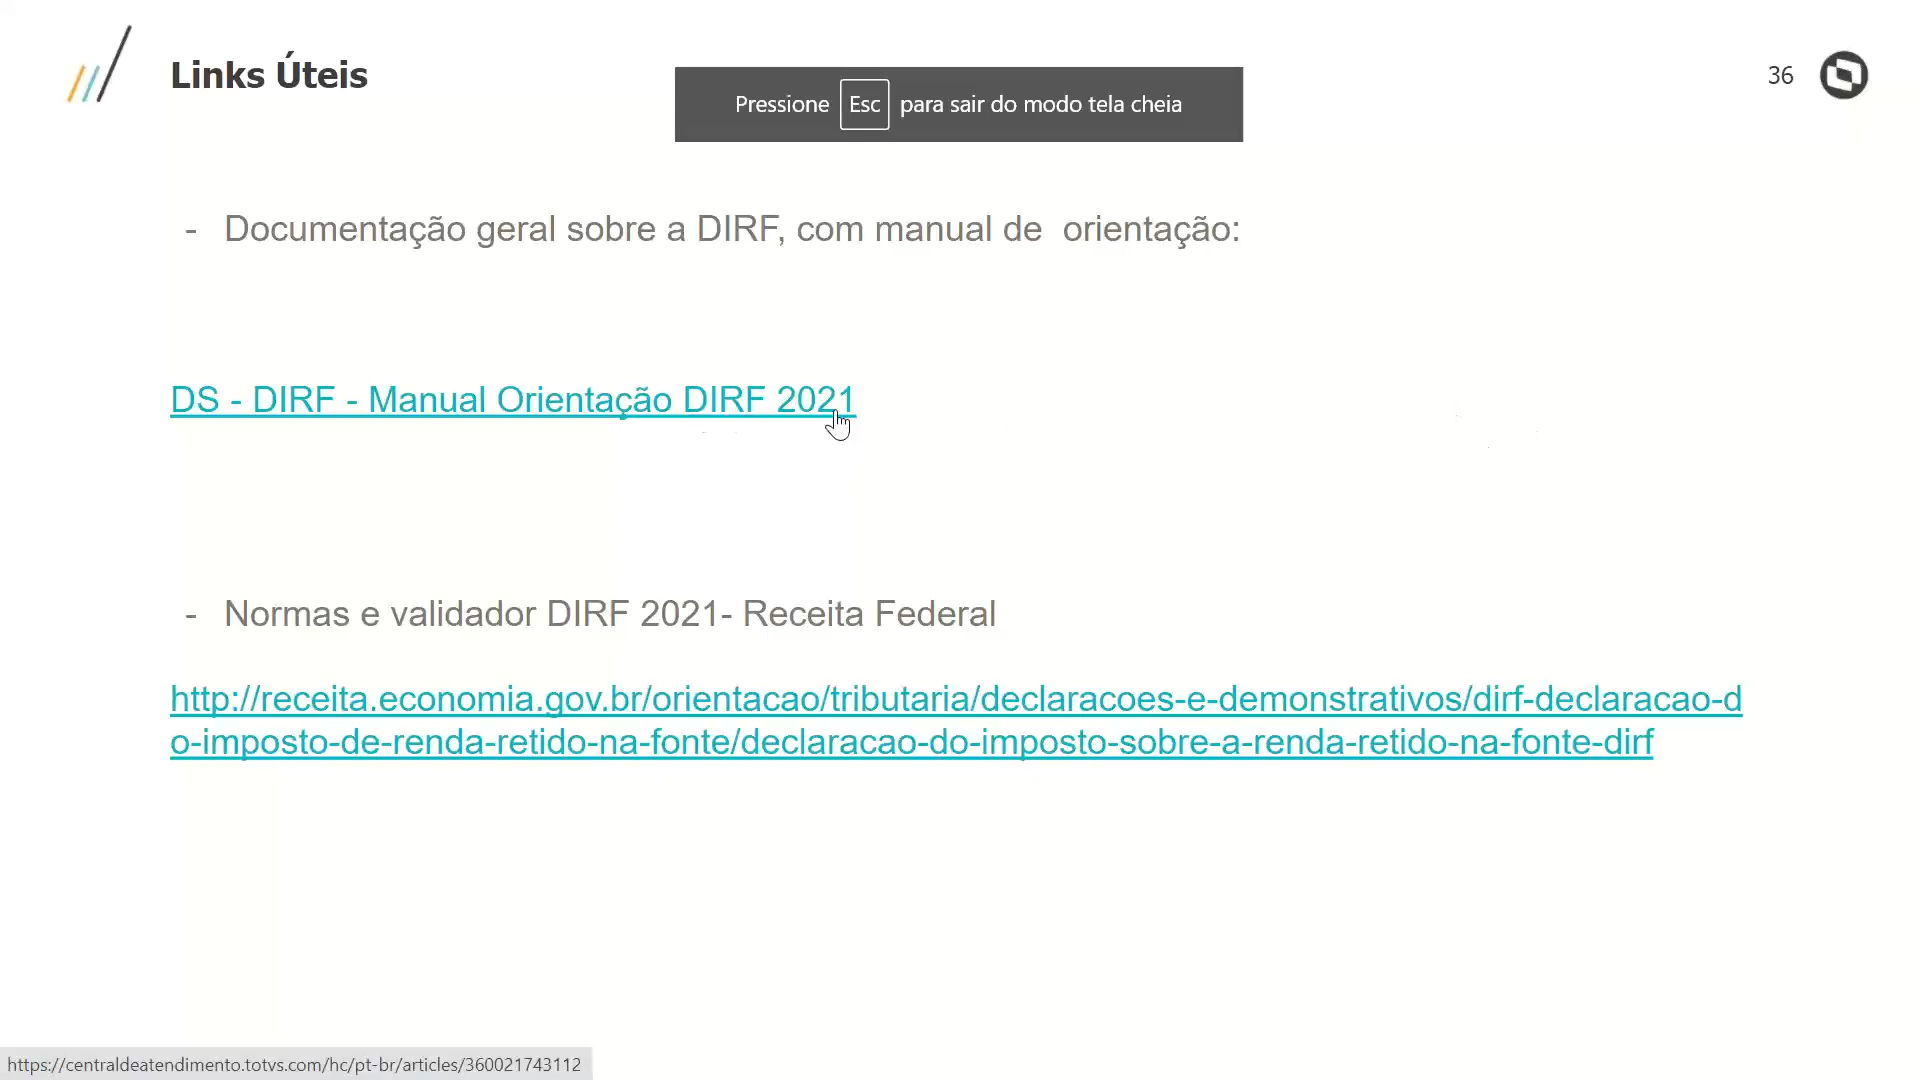 Links Úteis
36
Pressione Esc para sair do modo tela cheia
- Documentação geral sobre a DIRF, com manual de  orientação:
DS - DIRF - Manual Orientação DIRF 2021
- Normas e validador DIRF 2021- Receita Federal
http://receita.economia.gov.br/orientacao/tributaria/declaracoes-e-demonstrativos/dirf-declaracao-d
o-imposto-de-renda-retido-na-fonte/declaracao-do-imposto-sobre-a-renda-retido-na-fonte-dirf
https://centraldeatendimento.totvs.com/hc/pt-br/articles/360021743112